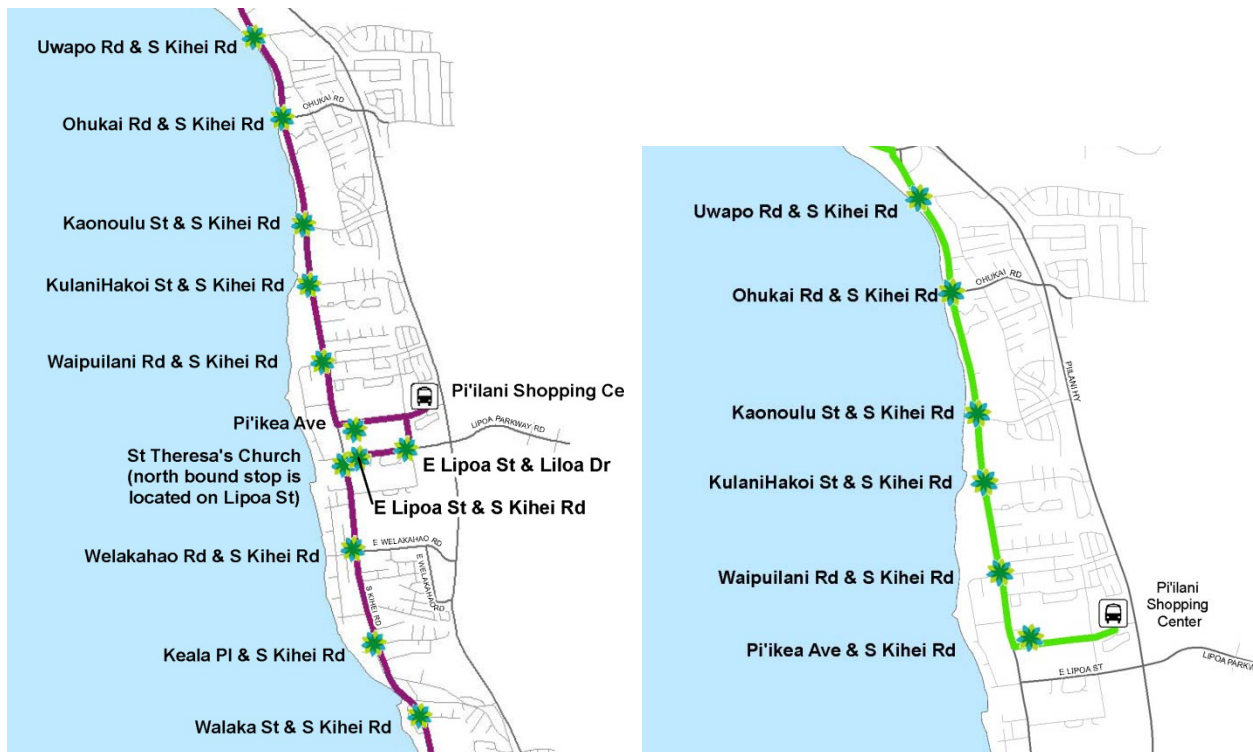 Uwapo Rd & S Kihei Rd
OHUKAI RD
Ohukai Rd & S Kihei Rd
Kaonoulu St & S Kihei Rd
KulaniHakoi St & S Kihei Rd
Waipuilani Rd & S Kihei Rd
Pi'ilani Shopping Ce
Pi'ikea Ave
LIPOA PARKWAY RD
St Theresa's Church
(north bound stop is
located on Lipoa St)
E Lipoa St & Liloa Dr
E Lipoa St & S Kihei Rd
Welakahao Rd & S Kihei Rd
E WELAKAHAO RD
E WELAKAHAO RD
S KIHEI RD
Keala Pl & S Kihei Rd
Walaka St & S Kihei Rd
Uwapo Rd & S Kihei Rd
OHUKAI RD
Ohukai Rd & S Kihei Rd
PIILANI HY
Kaonoulu St & S Kihei Rd
KulaniHakoi St & S Kihei Rd
Waipuilani Rd & S Kihei Rd
Pi'ilani
Shopping
Center
Pi'ikea Ave & S Kihei Rd
E LIPOA ST
LIPOA PARKW